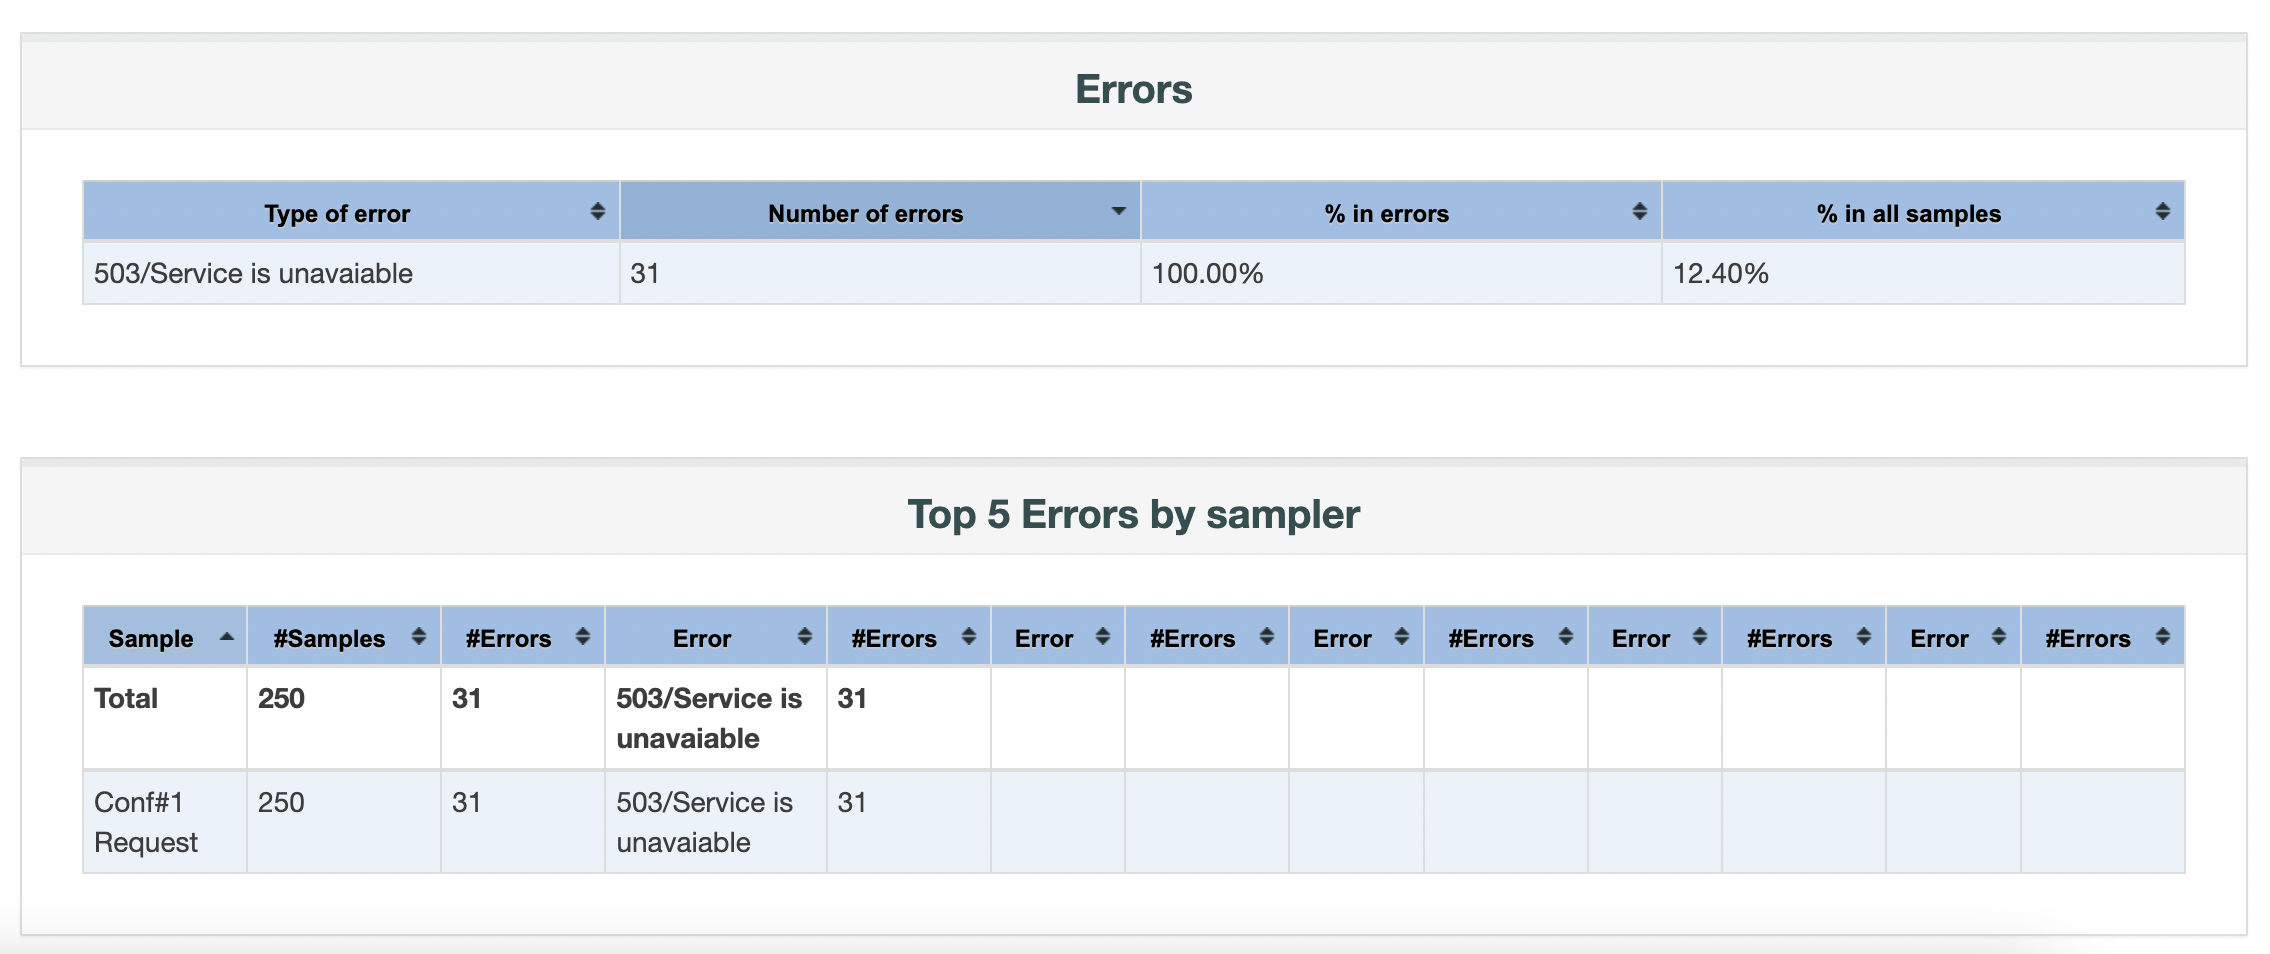 Errors
Type of error Number of errors % in errors % in all samples
503/Service is unavaiable 31 100.00% 12.40%
Top 5 Errors by sampler
Sample #Samples #Errors Error #Errors Error #Errors Error #Errors Error #Errors Error #Errors
Total 250 31 503/Service is 31
unavaiable
Conf#1 250 31 503/Service is 31
Request unavaiable